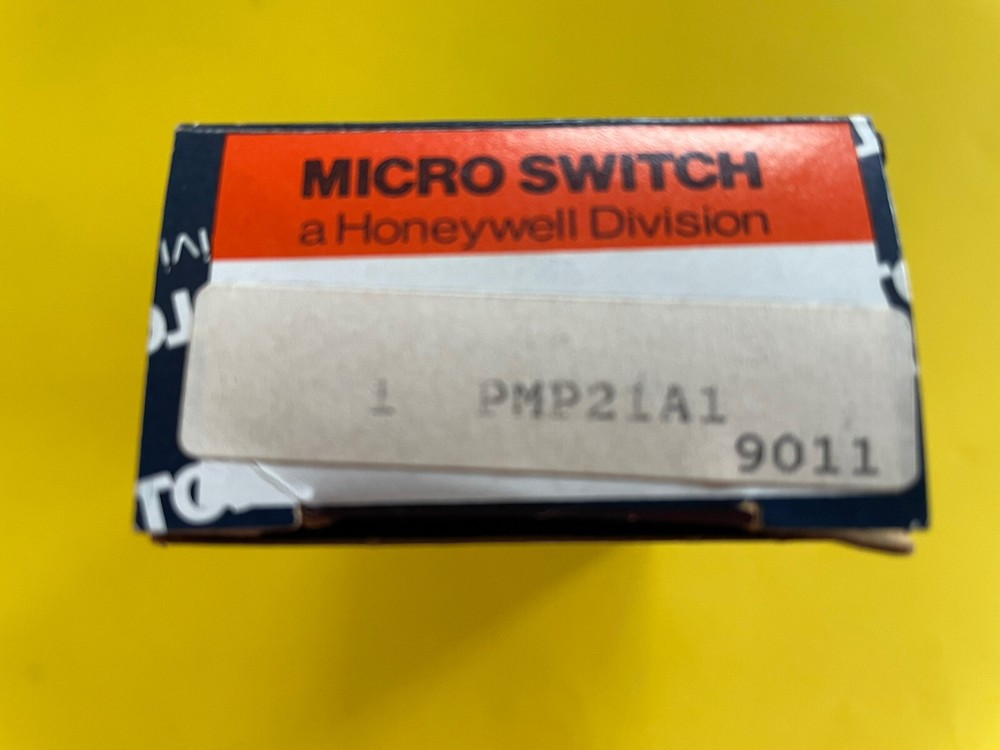 MICRO SWITCH
a Honeywell Division
1 PMP21A1
9011